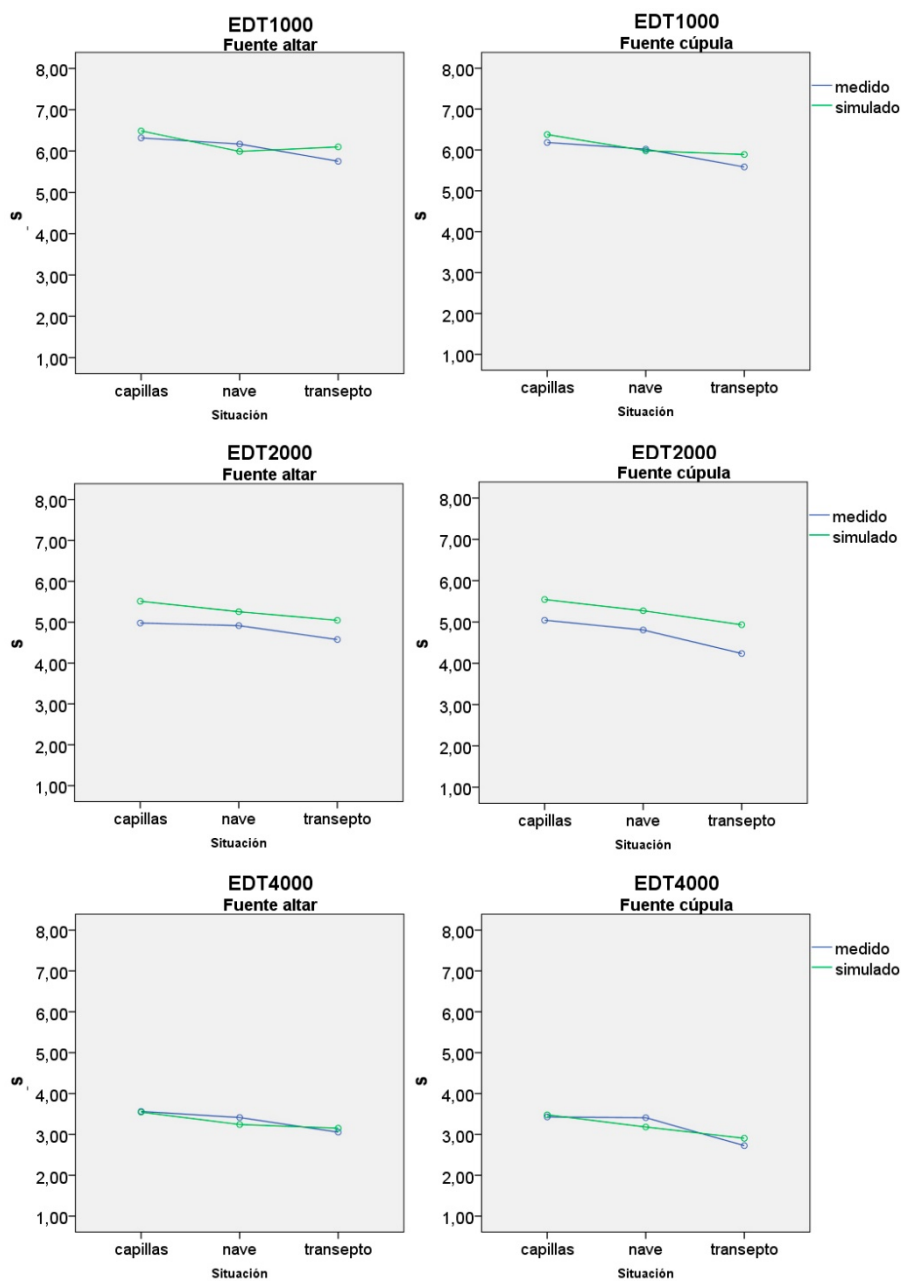 EDT1000
Fuente altar
8,00
7,00
6,00
5,00
4,00
3,00
2,00
1,00
s
capillas nave transepto
Situación
EDT1000
Fuente cúpula
8,00
7,00
6,00
5,00
4,00
3,00
2,00
1,00
s
capillas nave transepto
Situación
medido
simulado
EDT2000
Fuente altar
8,00
7,00
6,00
5,00
4,00
3,00
2,00
1,00
s
capillas nave transepto
Situación
EDT2000
Fuente cúpula
8,00
7,00
6,00
5,00
4,00
3,00
2,00
1,00
s
capillas nave transepto
Situación
medido
simulado
EDT4000
Fuente altar
8,00
7,00
6,00
5,00
4,00
3,00
2,00
1,00
s
capillas nave transepto
Situación
EDT4000
Fuente cúpula
8,00
7,00
6,00
5,00
4,00
3,00
2,00
1,00
s
capillas nave transepto
Situación
medido
simulado